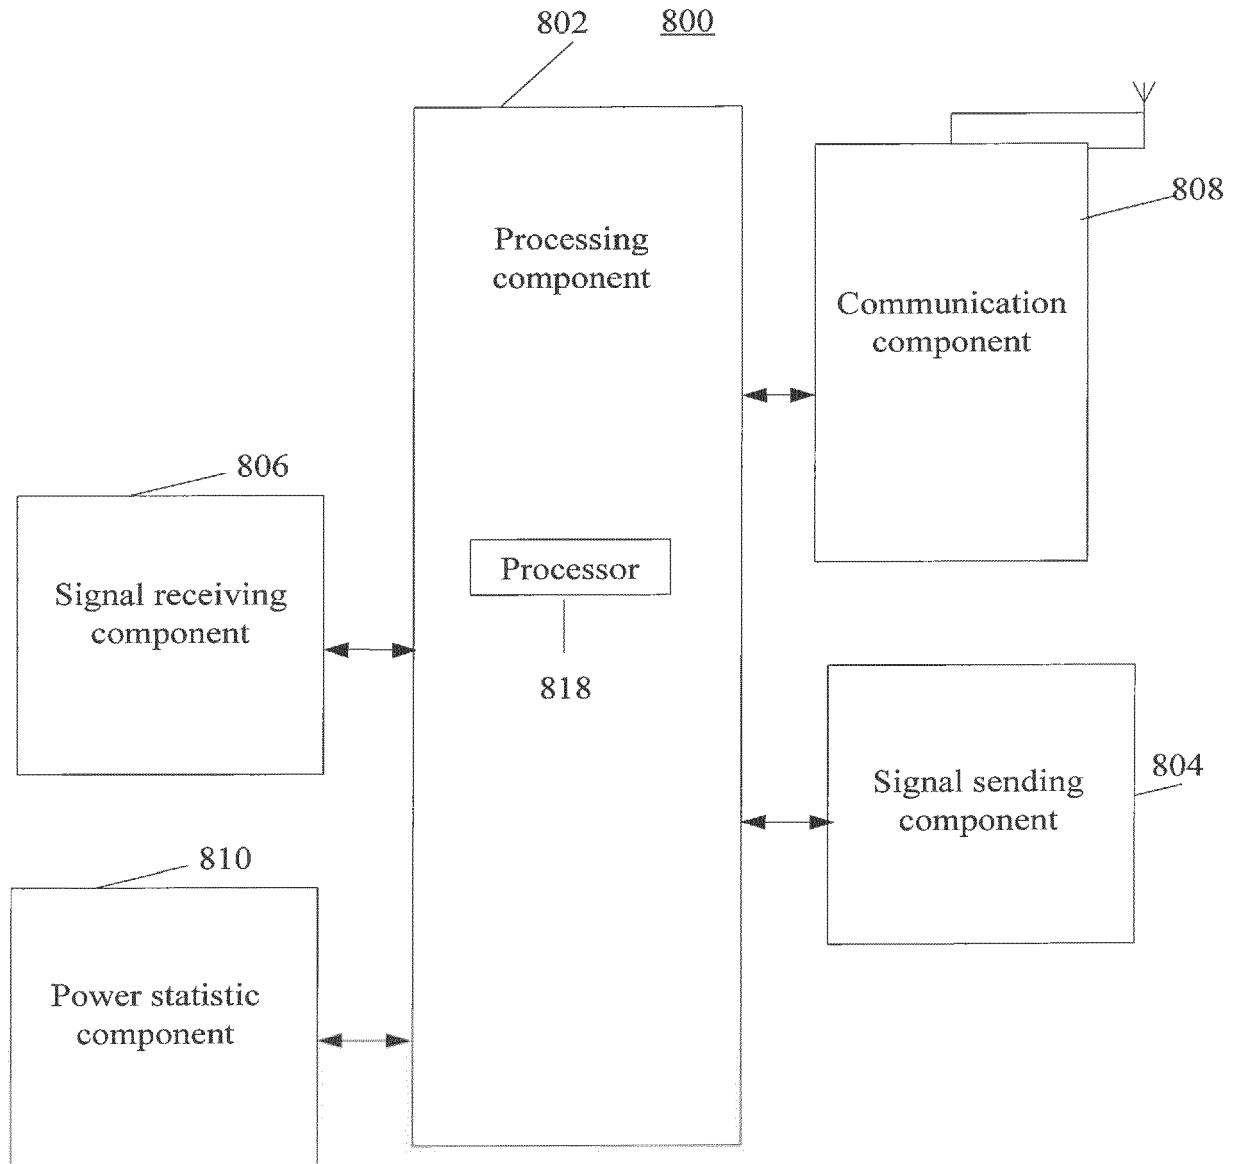 802
800
Processing
component
808
Communication
component
806
Signal receiving
component
Processor
818
804
Signal sending
component
810
Power statistic
component